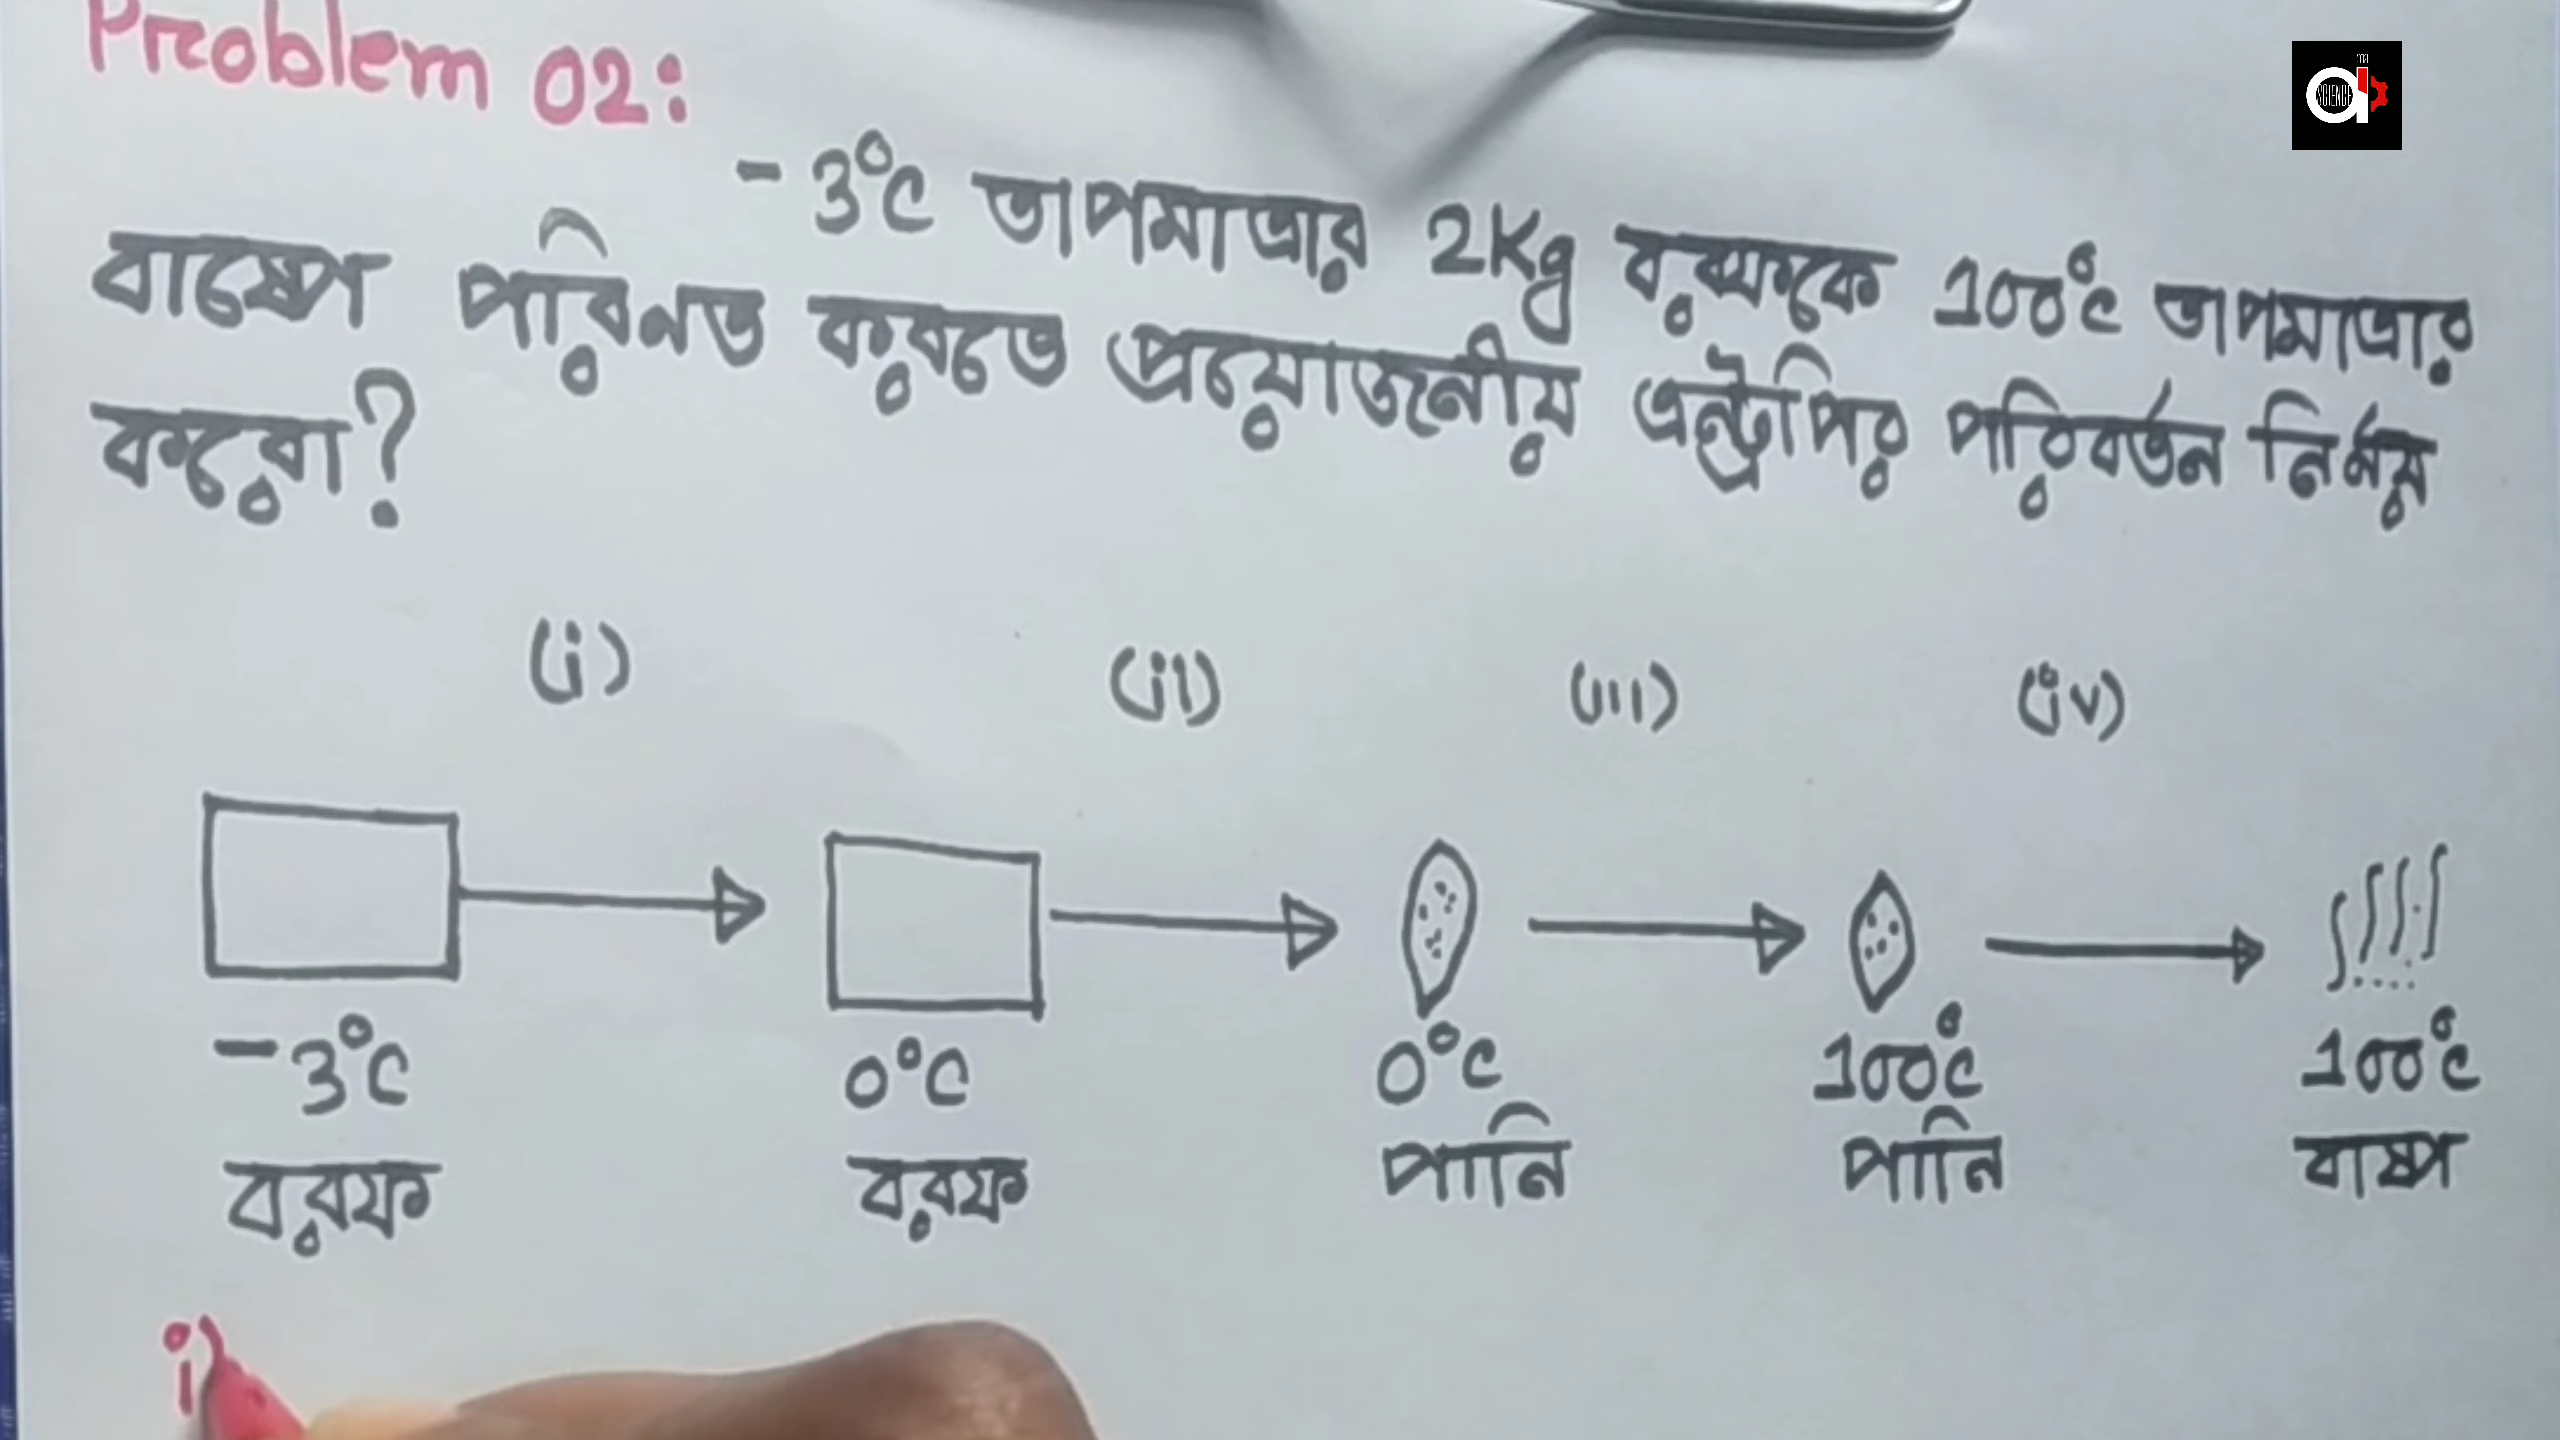 Problem 02:
-3°C তাপমাত্রার 2Kg বরফকে 100°C তাপমাত্রার
বাষ্পে পরিণত করতে প্রয়োজনীয় এন্ট্রপির পরিবর্তন নির্ণয়
করো?
(i) (ii) (iii) (iv)
-3°C 0°C 0°C 100°C 100°C
বরফ বরফ পানি পানি বাষ্প
i)
SCIENCE